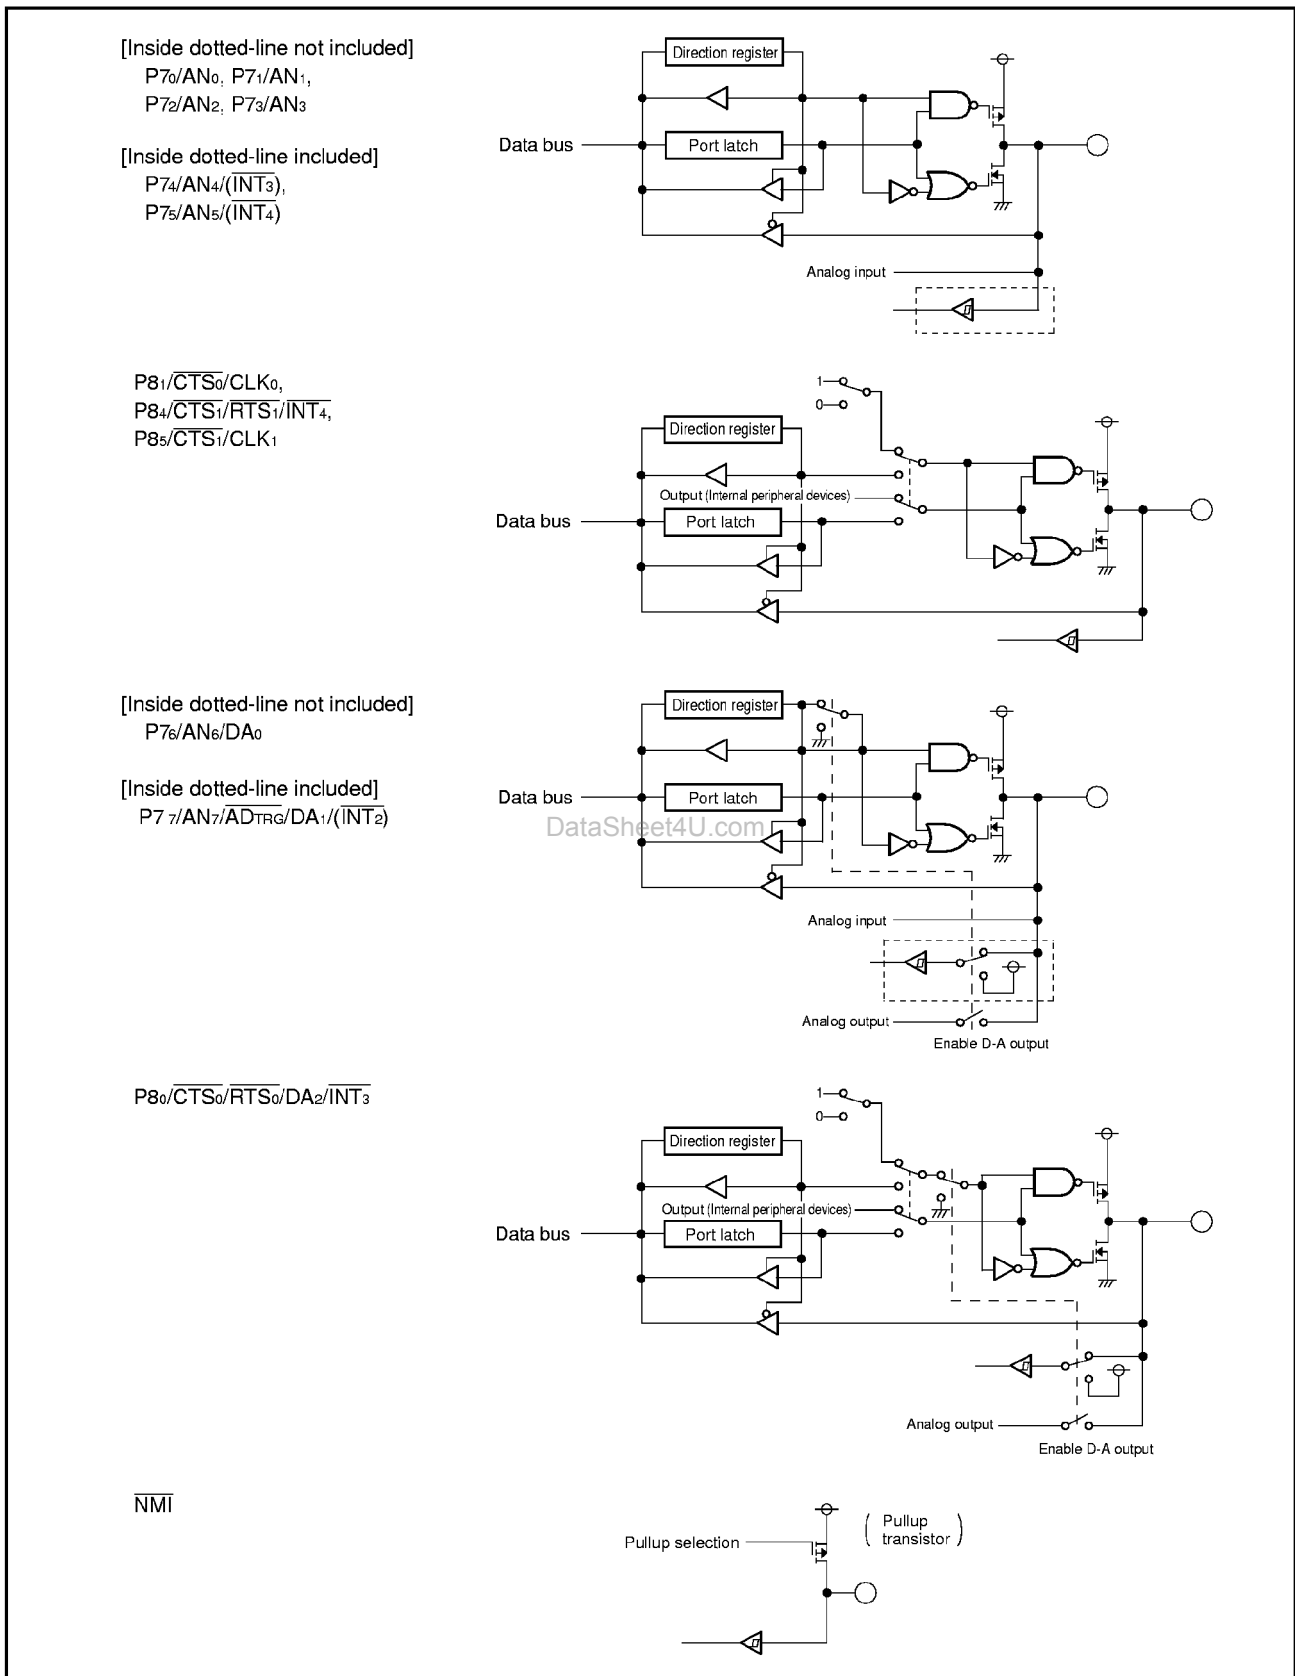 [Inside dotted-line not included]
P70/AN0, P71/AN1,
P72/AN2, P73/AN3
[Inside dotted-line included]
P74/AN4/(INT3),
P75/AN5/(INT4)
Direction register
Data bus
Port latch
Analog input
P81/CTS0/CLK0,
P84/CTS1/RTS1/INT4,
P85/CTS1/CLK1
1
0
Direction register
Output (Internal peripheral devices)
Data bus
Port latch
[Inside dotted-line not included]
P76/AN6/DA0
[Inside dotted-line included]
P77/AN7/ADTRG/DA1/(INT2)
Direction register
Data bus
Port latch
DataSheet4U.com
Analog input
Analog output
Enable D-A output
P80/CTS0/RTS0/DA2/INT3
1
0
Direction register
Output (Internal peripheral devices)
Data bus
Port latch
Analog output
Enable D-A output
NMI
Pullup selection
( Pullup
transistor )